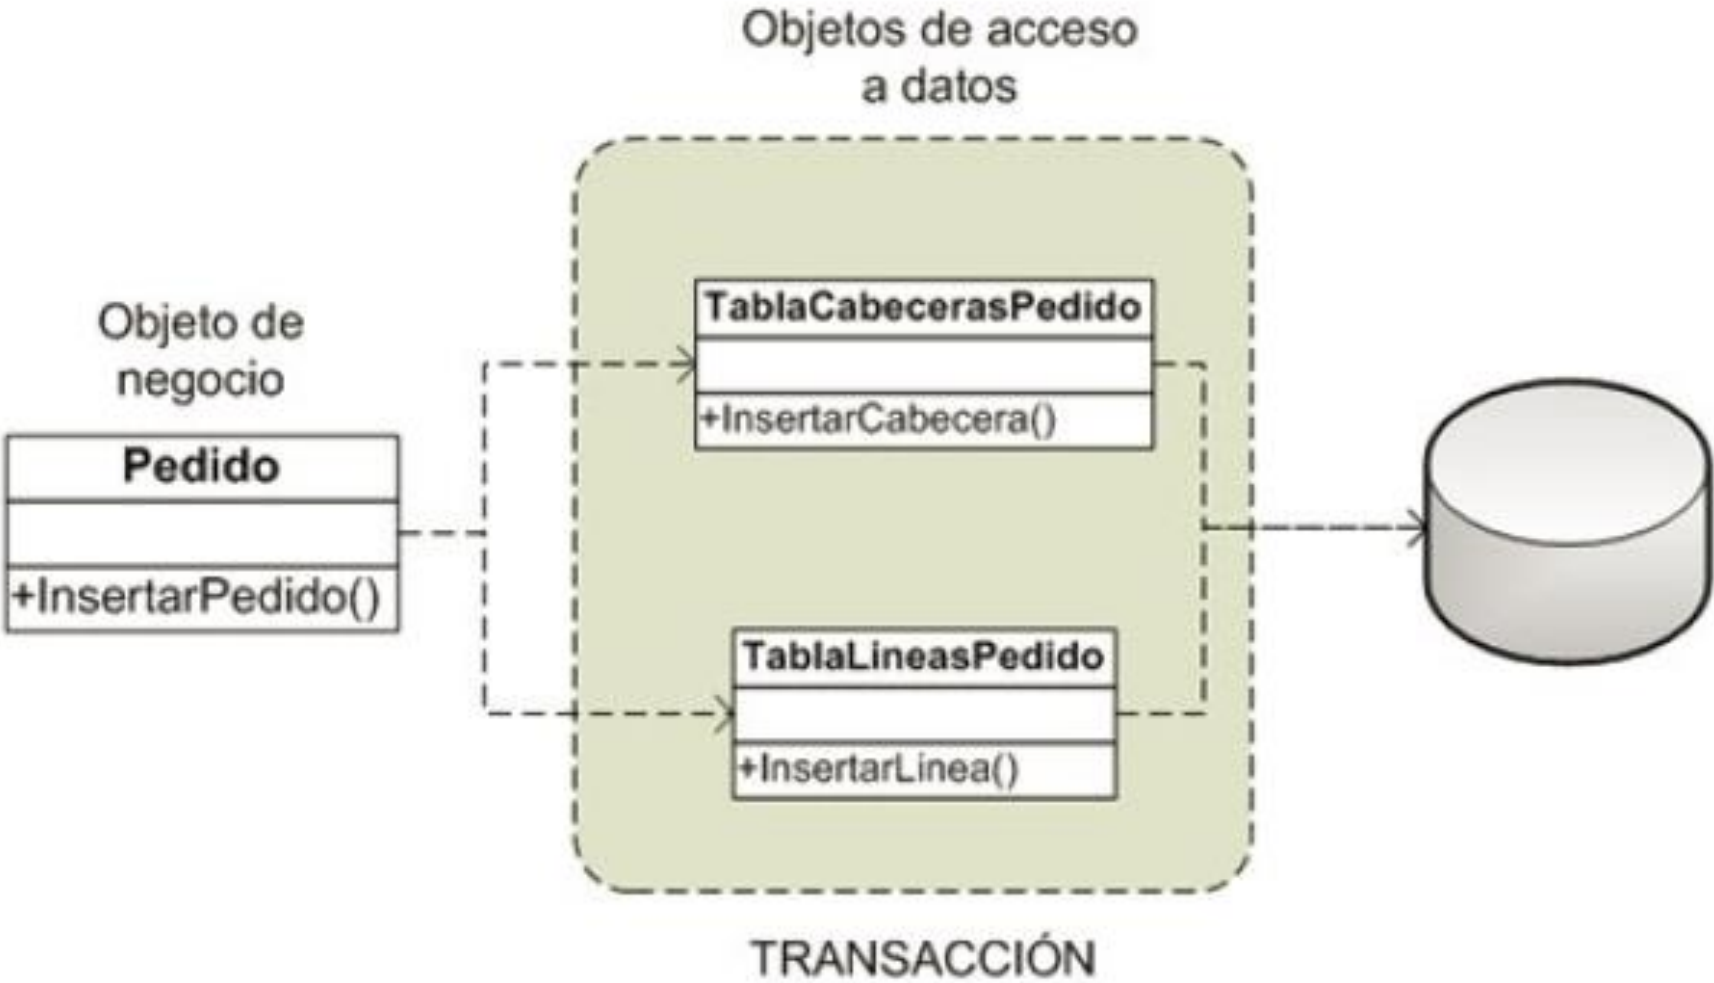 Objetos de acceso
a datos
Objeto de
negocio
Pedido
+InsertarPedido()
TablaCabecerasPedido
+InsertarCabecera()
TablaLineasPedido
+InsertarLinea()
TRANSACCIÓN